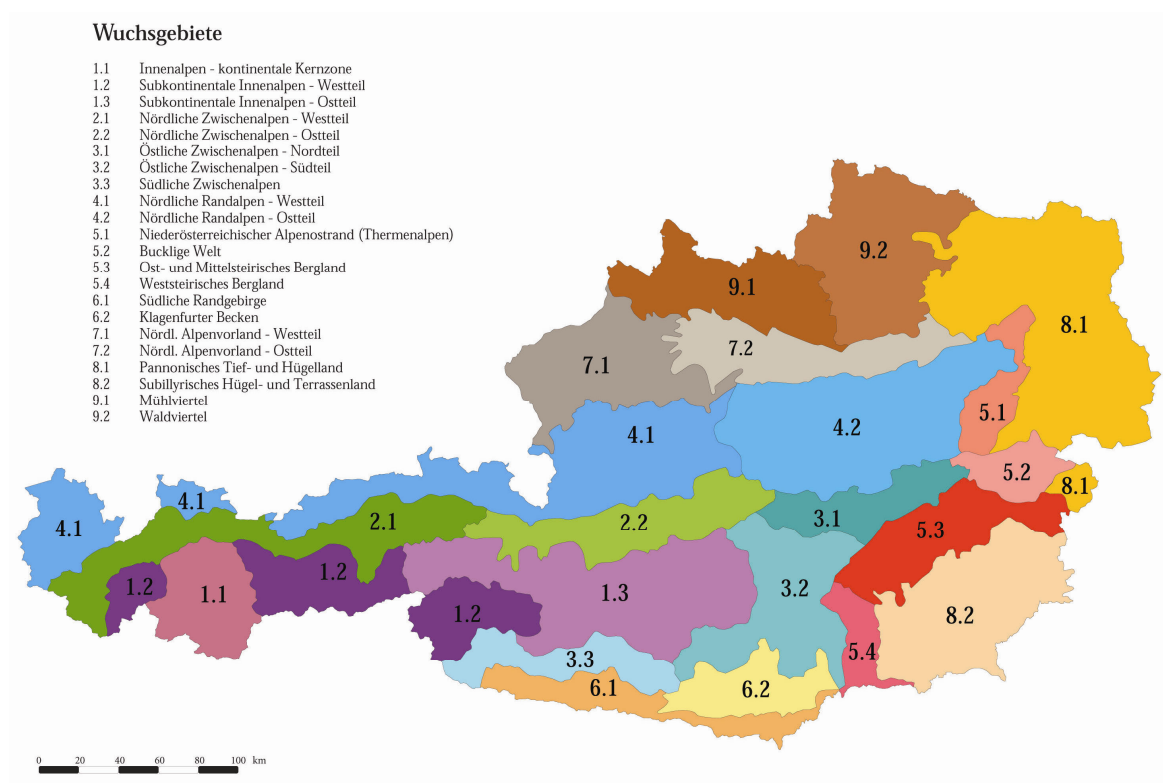 Wuchsgebiete
1.1 Innenalpen - kontinentale Kernzone
1.2 Subkontinentale Innenalpen - Westteil
1.3 Subkontinentale Innenalpen - Ostteil
2.1 Nördliche Zwischenalpen - Westteil
2.2 Nördliche Zwischenalpen - Ostteil
3.1 Östliche Zwischenalpen - Nordteil
3.2 Östliche Zwischenalpen - Südteil
3.3 Südliche Zwischenalpen
4.1 Nördliche Randalpen - Westteil
4.2 Nördliche Randalpen - Ostteil
5.1 Niederösterreichischer Alpenostrand (Thermenalpen)
5.2 Bucklige Welt
5.3 Ost- und Mittelsteirisches Bergland
5.4 Weststeirisches Bergland
6.1 Südliche Randgebirge
6.2 Klagenfurter Becken
7.1 Nördl. Alpenvorland - Westteil
7.2 Nördl. Alpenvorland - Ostteil
8.1 Pannonisches Tief- und Hügelland
8.2 Subillyrisches Hügel- und Terrassenland
9.1 Mühlviertel
9.2 Waldviertel
9.2
9.1
8.1
7.2
7.1
5.1
4.2
4.1
5.2
8.1
4.1
4.1
2.1
2.2
3.1
5.3
1.2
1.2
1.1
1.3
3.2
1.2
8.2
5.4
3.3
6.1
6.2
0 20 40 60 80 100 km